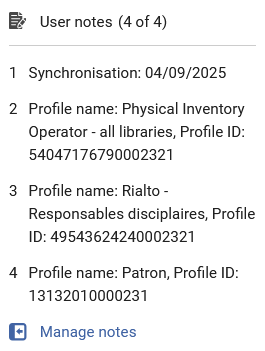 User notes (4 of 4)
1 Synchronisation: 04/09/2025
2 Profile name: Physical Inventory
Operator - all libraries, Profile ID:
54047176790002321
3 Profile name: Rialto -
Responsables disciplaires, Profile
ID: 49543624240002321
4 Profile name: Patron, Profile ID:
13132010000231
Manage notes